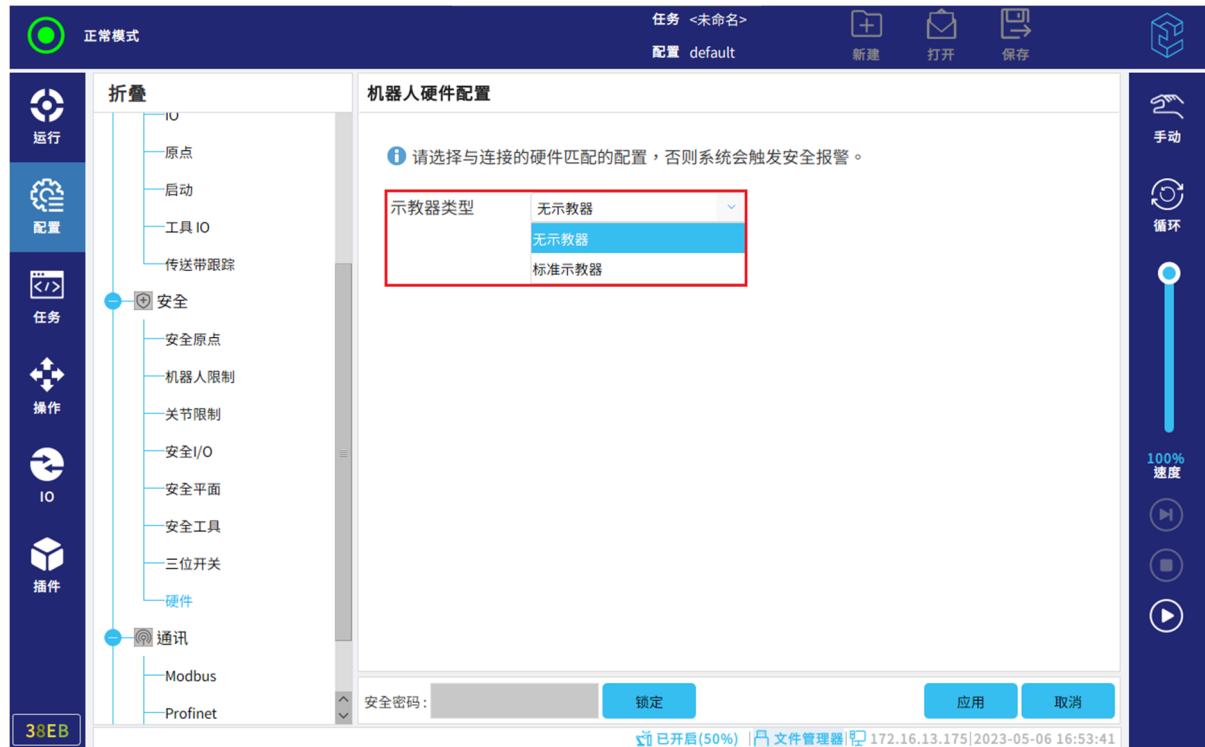 正常模式
任务 <未命名>
配置 default
新建
打开
保存
运行
配置
任务
操作
IO
插件
38EB
折叠
IO
原点
启动
工具 IO
传送带跟踪
安全
安全原点
机器人限制
关节限制
安全I/O
安全平面
安全工具
三位开关
硬件
通讯
Modbus
Profinet
机器人硬件配置
请选择与连接的硬件匹配的配置，否则系统会触发安全报警。
示教器类型 无示教器
无示教器
标准示教器
安全密码: 锁定 应用 取消
手动
循环
100%
速度
已开启(50%) | 文件管理器 | 172.16.13.175|2023-05-06 16:53:41